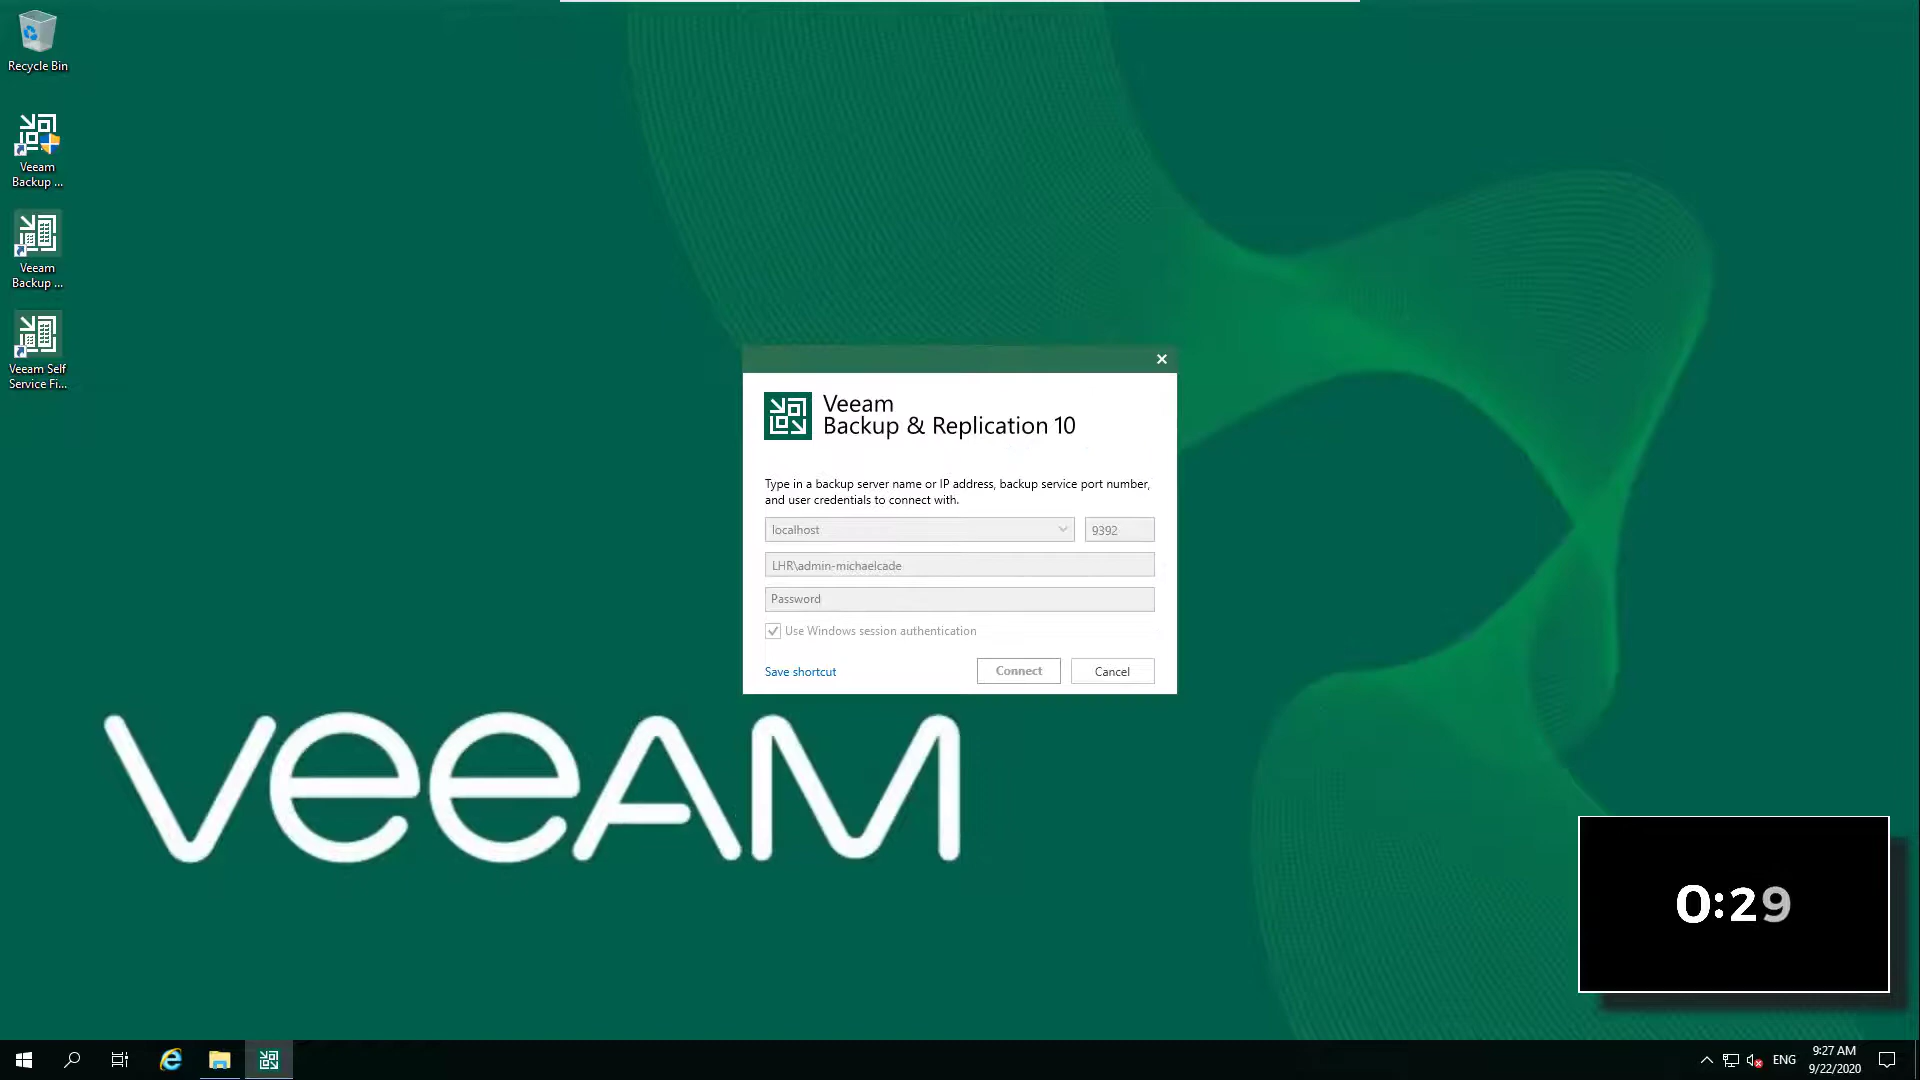 Recycle Bin
Veeam
Backup ...
Veeam
Backup ...
Veeam Self
Service Fi...
Veeam
Backup & Replication 10
Type in a backup server name or IP address, backup service port number,
and user credentials to connect with.
localhost
9392
LHR\admin-michaelcade
Password
Use Windows session authentication
Save shortcut
Connect
Cancel
veeAM
0:29
ENG
9:27 AM
9/22/2020